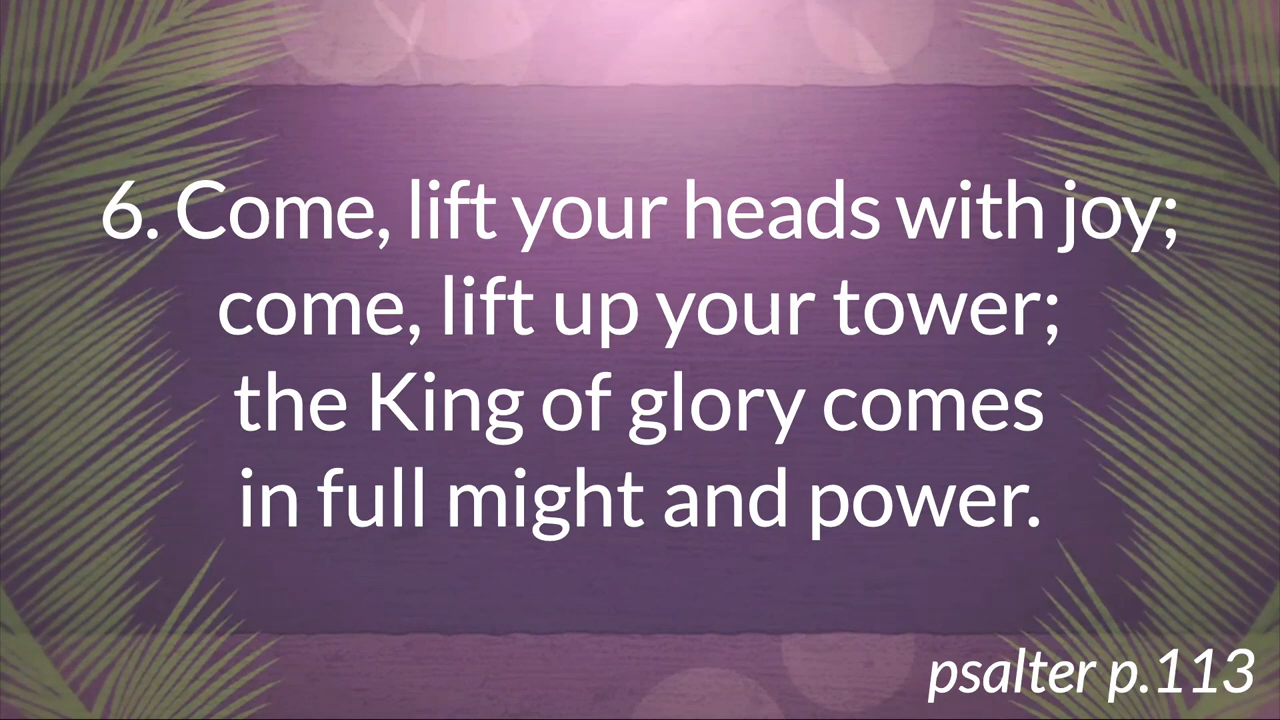 6. Come, lift your heads with joy;
come, lift up your tower;
the King of glory comes
in full might and power.
psalter p.113